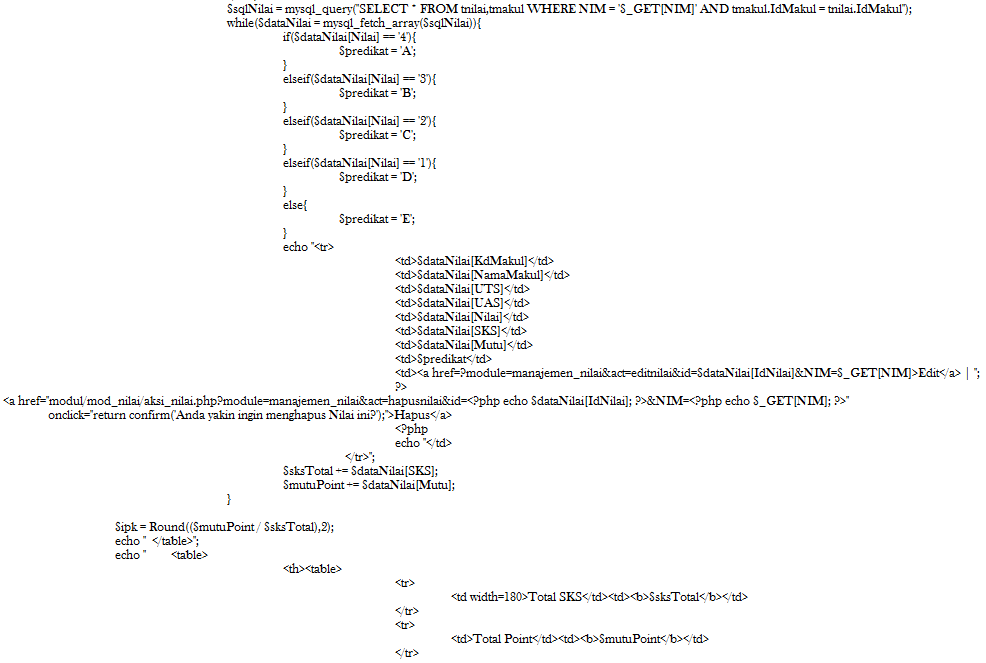 $sqlNilai = mysql_query("SELECT * FROM tnilai,tmakul WHERE NIM = '$_GET[NIM]' AND tmakul.IdMakul = tnilai.IdMakul");
while($dataNilai = mysql_fetch_array($sqlNilai)){
if($dataNilai[Nilai] == '4'){
$predikat = 'A';
}
elseif($dataNilai[Nilai] == '3'){
$predikat = 'B';
}
elseif($dataNilai[Nilai] == '2'){
$predikat = 'C';
}
elseif($dataNilai[Nilai] == '1'){
$predikat = 'D';
}
else{
$predikat = 'E';
}
echo "<tr>
<td>$dataNilai[KdMakul]</td>
<td>$dataNilai[NamaMakul]</td>
<td>$dataNilai[UTS]</td>
<td>$dataNilai[UAS]</td>
<td>$dataNilai[Nilai]</td>
<td>$dataNilai[SKS]</td>
<td>$dataNilai[Mutu]</td>
<td>$predikat</td>
<td><a href=?module=manajemen_nilai&act=editnilai&id=$dataNilai[IdNilai]&NIM=$_GET[NIM]>Edit</a> | ";
?>
<a href="modul/mod_nilai/aksi_nilai.php?module=manajemen_nilai&act=hapusnilai&id=<?php echo $dataNilai[IdNilai]; ?>&NIM=<?php echo $_GET[NIM]; ?>"
onclick="return confirm('Anda yakin ingin menghapus Nilai ini?');">Hapus</a>
<?php
echo "</td>
</tr>";
$sksTotal += $dataNilai[SKS];
$mutuPoint += $dataNilai[Mutu];
}
$ipk = Round(($mutuPoint / $sksTotal),2);
echo " </table>";
echo " <table>
<th><table>
<tr>
<td width=180>Total SKS</td><td><b>$sksTotal</b></td>
</tr>
<tr>
<td>Total Point</td><td><b>$mutuPoint</b></td>
</tr>